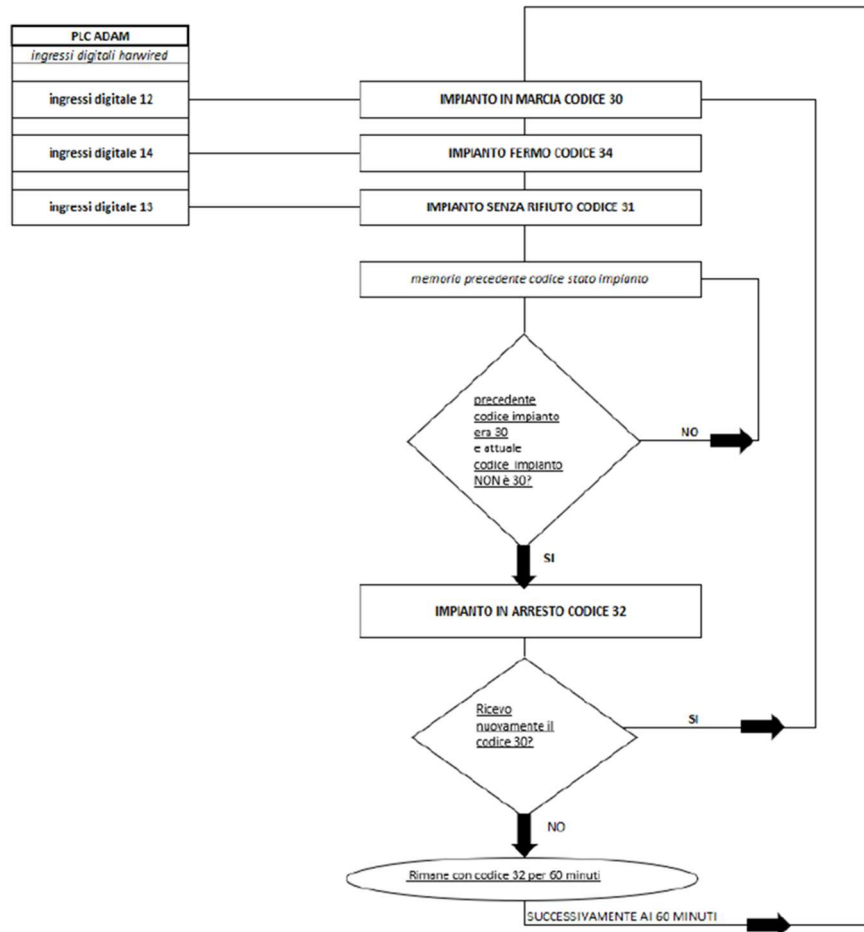 PLC ADAM
ingressi digitali harwired
ingressi digitale 12
IMPIANTO IN MARCIA CODICE 30
ingressi digitale 14
IMPIANTO FERMO CODICE 34
ingressi digitale 13
IMPIANTO SENZA RIFIUTO CODICE 31
memoria precedente codice stato impianto
precedente
codice impianto
era 30
e attuale
codice impianto
NON è 30?
NO
SI
IMPIANTO IN ARRESTO CODICE 32
Ricevo
nuovamente il
codice 30?
SI
NO
Rimane con codice 32 per 60 minuti
SUCCESSIVAMENTE AI 60 MINUTI